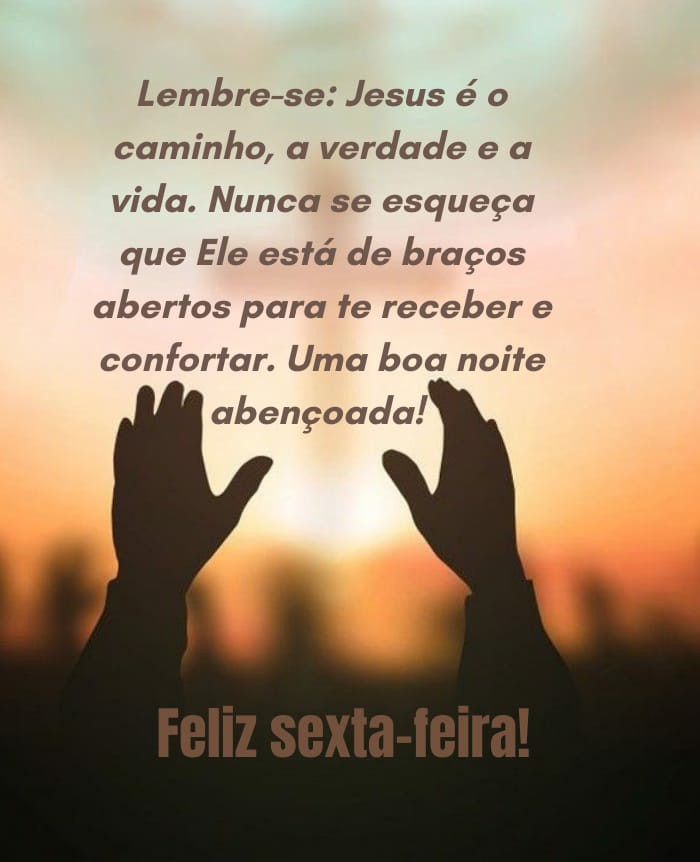 Lembre-se: Jesus é o
caminho, a verdade e a
vida. Nunca se esqueça
que Ele está de braços
abertos para te receber e
confortar. Uma boa noite
abençoada!
Feliz sexta-feira!